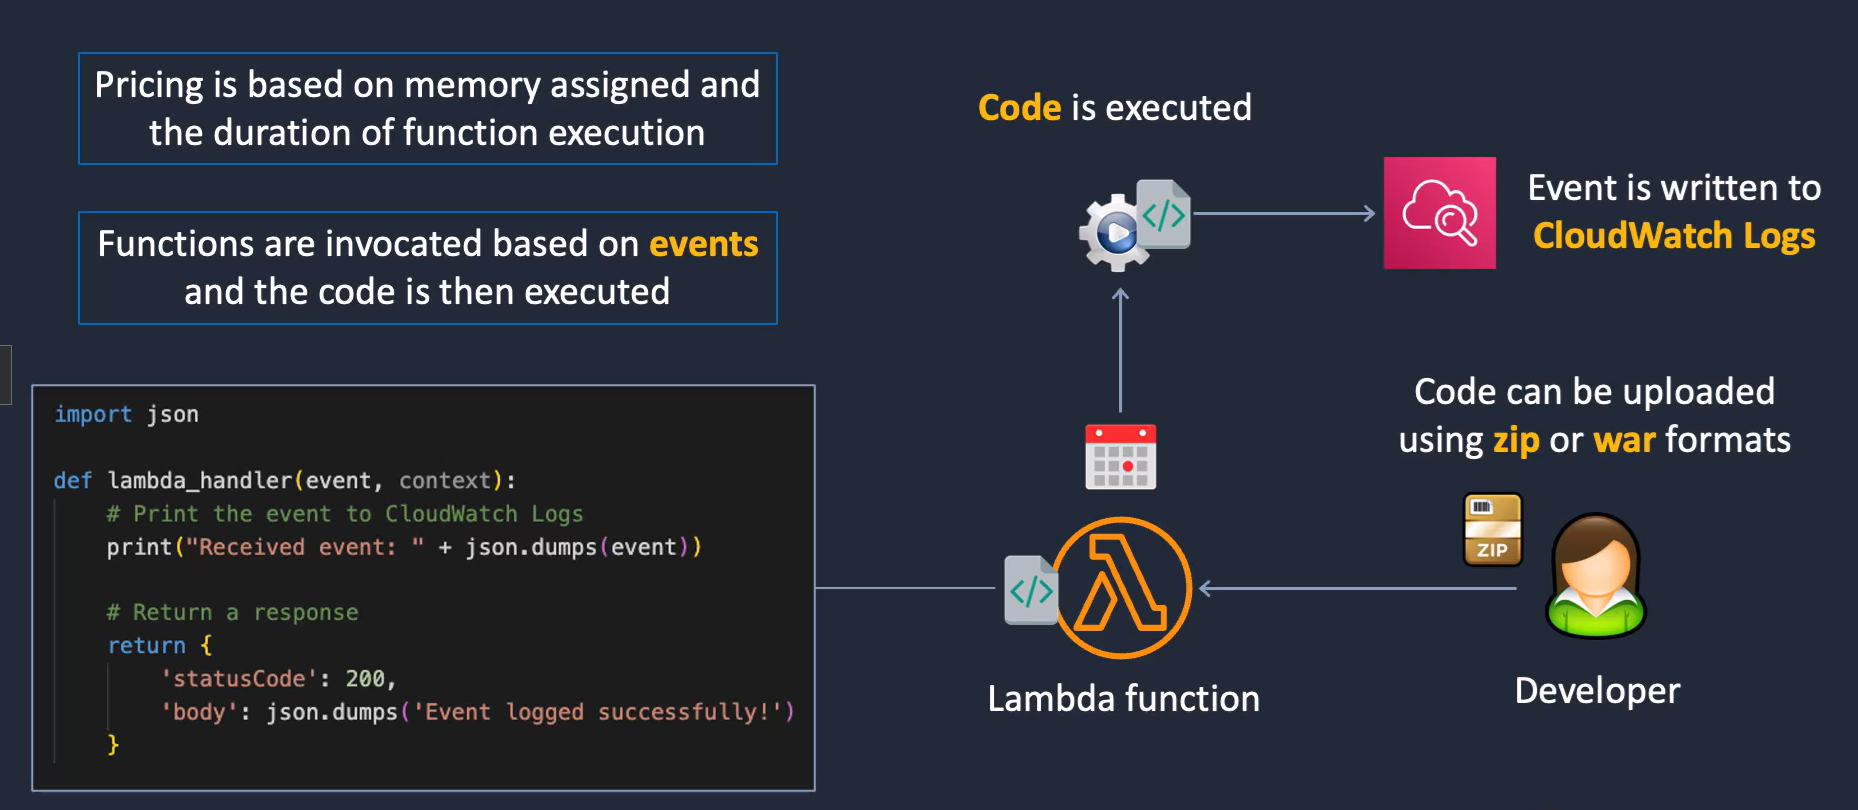 Pricing is based on memory assigned and
the duration of function execution
Functions are invocated based on events
and the code is then executed
import json
def lambda_handler(event, context):
# Print the event to CloudWatch Logs
print("Received event: " + json.dumps(event))
# Return a response
return {
'statusCode': 200,
'body': json.dumps('Event logged successfully!')
}
Code is executed
Event is written to
CloudWatch Logs
Code can be uploaded
using zip or war formats
ZIP
Lambda function
Developer